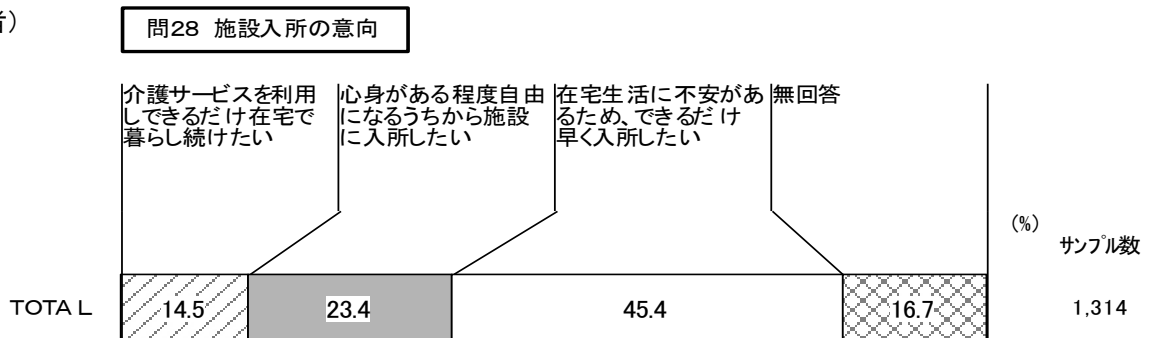 者）
問28 施設入所の意向
介護サービスを利用
しできるだけ在宅で
暮らし続けたい
心身がある程度自由
になるうちから施設
に入所したい
在宅生活に不安があ
るため、できるだけ
早く入所したい
無回答
(%)
サンプル数
TOTAL
14.5
23.4
45.4
16.7
1,314